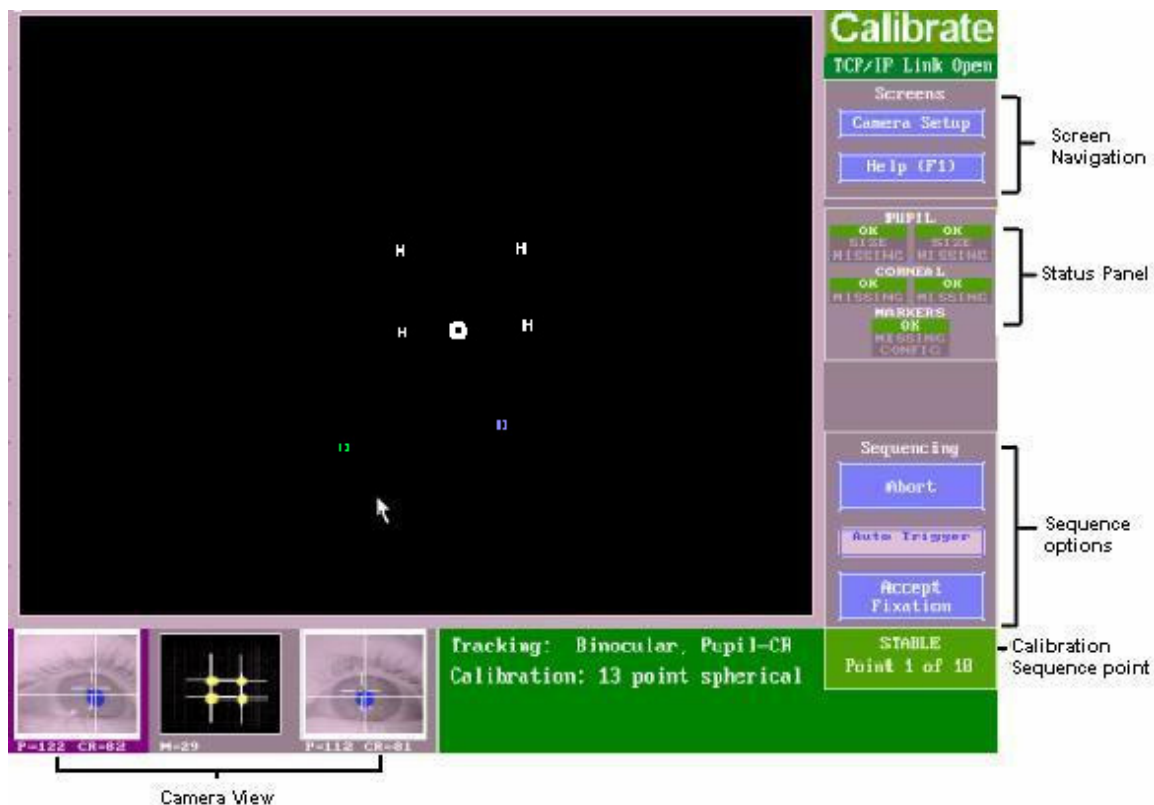 Calibrate
TCP/IP Link Open
Screens
Camera Setup
Help (F1)
Screen
Navigation
PUPIL
OK OK
SIZE SIZE
MISSING MISSING
CORNEAL
OK OK
MISSING MISSING
MARKERS
OK
MISSING
CONFIG
Status Panel
H H
H H
Sequencing
Abort
Auto Trigger
Accept
Fixation
Sequence
options
STABLE
Point 1 of 10
Calibration
Sequence point
Tracking: Binocular, Pupil-CR
Calibration: 13 point spherical
P=122 CR=82 M=29 P=112 CR=81
Camera View